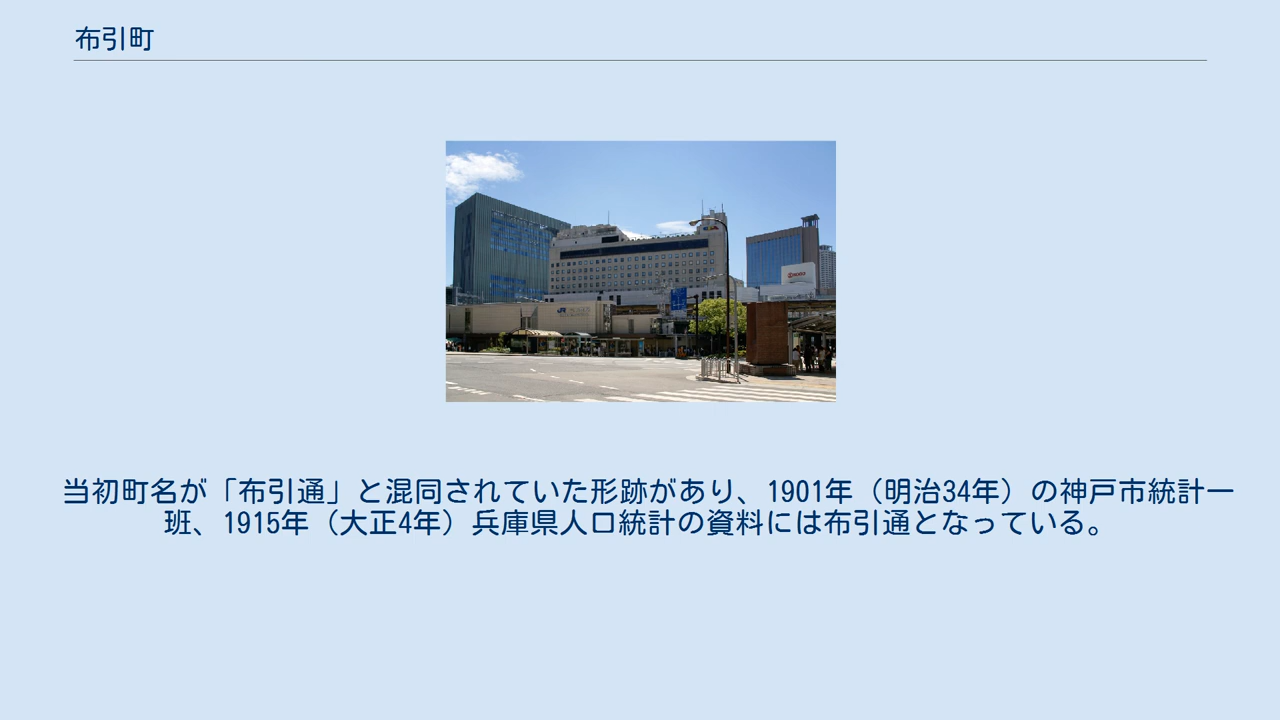 布引町
当初町名が「布引通」と混同されていた形跡があり、1901年（明治34年）の神戸市統計一
班、1915年（大正4年）兵庫県人口統計の資料には布引通となっている。